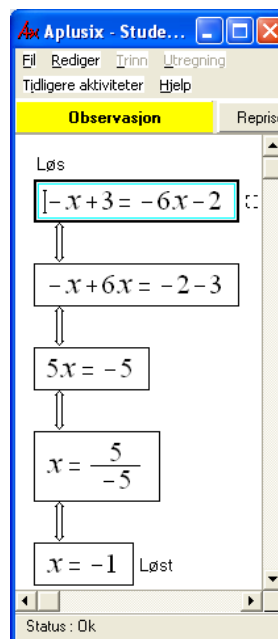 Aplusix - Stude...
Fil Rediger Trinn Utregning
Tidligere aktiviteter Hjelp
Observasjon Repris
Løs
-x+3 = -6x-2
-x+6x = -2-3
5x = -5
x = 5/-5
x = -1 Løst
Status : Ok